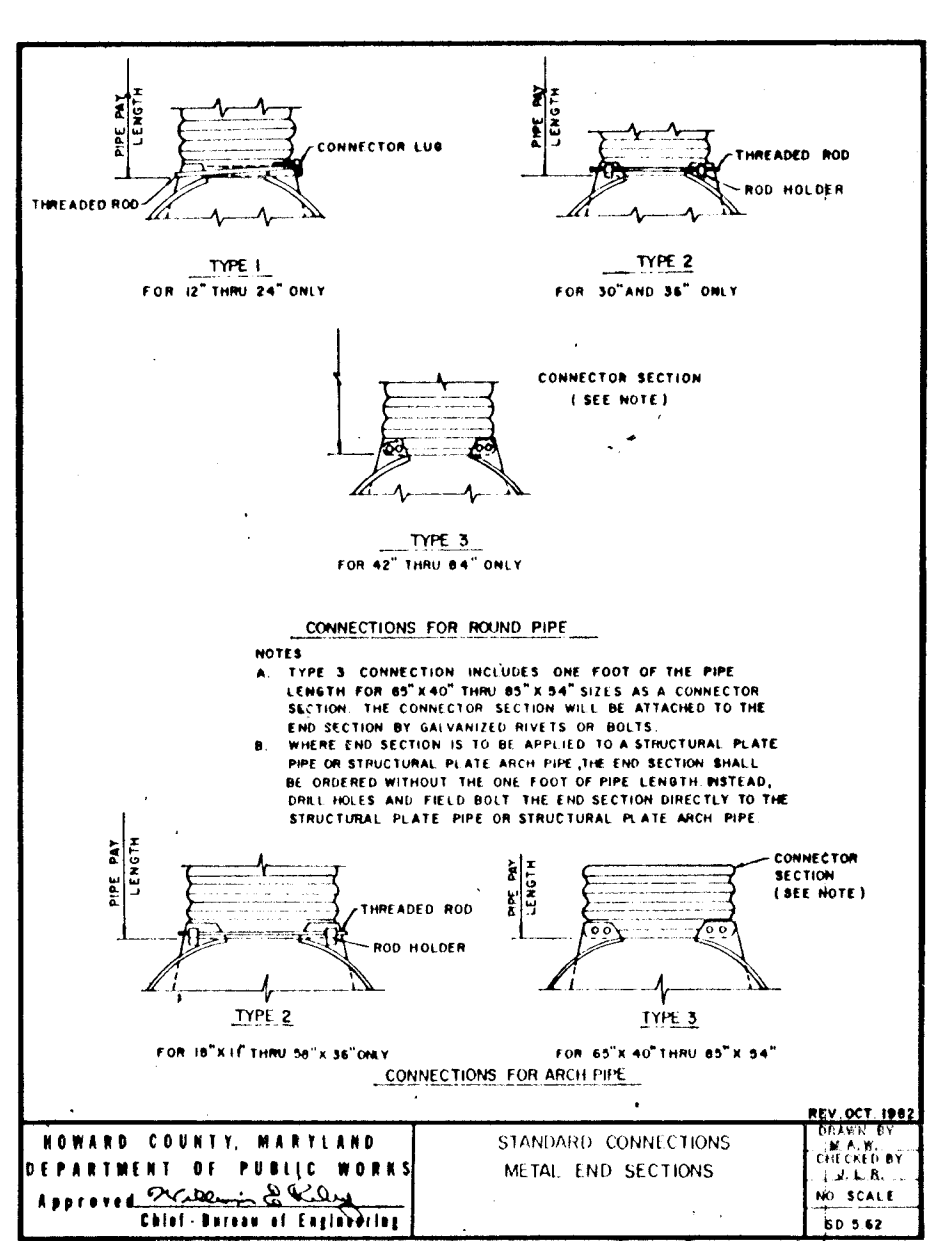 PIPE PAY
LENGTH
CONNECTOR LUG
THREADED ROD
TYPE 1
FOR 12" THRU 24" ONLY
PIPE PAY
LENGTH
THREADED ROD
ROD HOLDER
TYPE 2
FOR 30" AND 36" ONLY
CONNECTOR SECTION
(SEE NOTE)
TYPE 3
FOR 42" THRU 84" ONLY
CONNECTIONS FOR ROUND PIPE
NOTES
A. TYPE 3 CONNECTION INCLUDES ONE FOOT OF THE PIPE
LENGTH FOR 65" X 40" THRU 85" X 54" SIZES AS A CONNECTOR
SECTION. THE CONNECTOR SECTION WILL BE ATTACHED TO THE
END SECTION BY GALVANIZED RIVETS OR BOLTS.
B. WHERE END SECTION IS TO BE APPLIED TO A STRUCTURAL PLATE
PIPE OR STRUCTURAL PLATE ARCH PIPE, THE END SECTION SHALL
BE ORDERED WITHOUT THE ONE FOOT OF PIPE LENGTH. INSTEAD,
DRILL HOLES AND FIELD BOLT THE END SECTION DIRECTLY TO THE
STRUCTURAL PLATE PIPE OR STRUCTURAL PLATE ARCH PIPE
PIPE PAY
LENGTH
THREADED ROD
ROD HOLDER
TYPE 2
FOR 18" X 11" THRU 58" X 36" ONLY
PIPE PAY
LENGTH
CONNECTOR
SECTION
(SEE NOTE)
TYPE 3
FOR 65" X 40" THRU 85" X 54"
CONNECTIONS FOR ARCH PIPE
REV. OCT. 1982
HOWARD COUNTY, MARYLAND
DEPARTMENT OF PUBLIC WORKS
Approved
Chief - Bureau of Engineering
STANDARD CONNECTIONS
METAL END SECTIONS
DRAWN BY
M.A.W.
CHECKED BY
J.L.R.
NO SCALE
SD 5.62